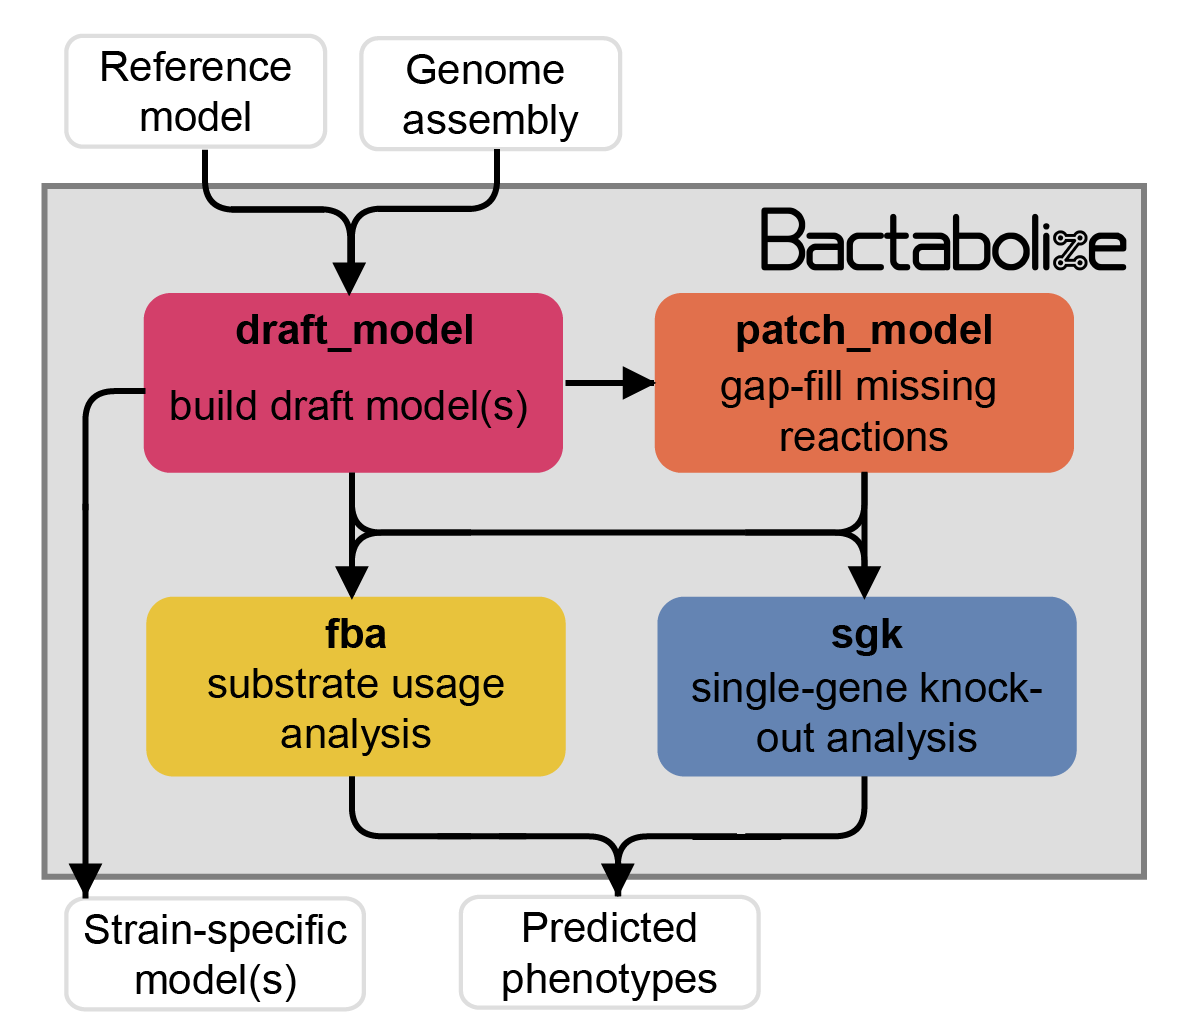 Reference
model
Genome
assembly
Bactabolize
draft_model
build draft model(s)
patch_model
gap-fill missing
reactions
fba
substrate usage
analysis
sgk
single-gene knock-
out analysis
Strain-specific
model(s)
Predicted
phenotypes